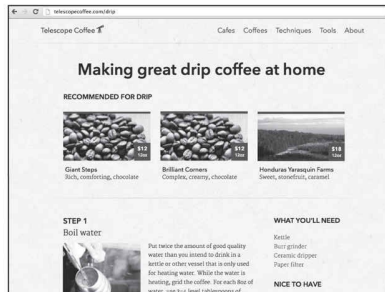 telescopecoffee.com/drip
Telescope Coffee
Cafes Coffees Techniques Tools About
Making great drip coffee at home
RECOMMENDED FOR DRIP
$12
12oz
$12
12oz
$18
12oz
Giant Steps
Rich, comforting, chocolate
Brilliant Corners
Complex, creamy, chocolate
Honduras Yarasquin Farms
Sweet, stonefruit, caramel
STEP 1
Boil water
Put twice the amount of good quality
water than you intend to drink in a
kettle or other vessel that is only used
for heating water. While the water is
heating, grid the coffee. For each 8oz of
WHAT YOU'LL NEED
Kettle
Burr grinder
Ceramic dripper
Paper filter
NICE TO HAVE